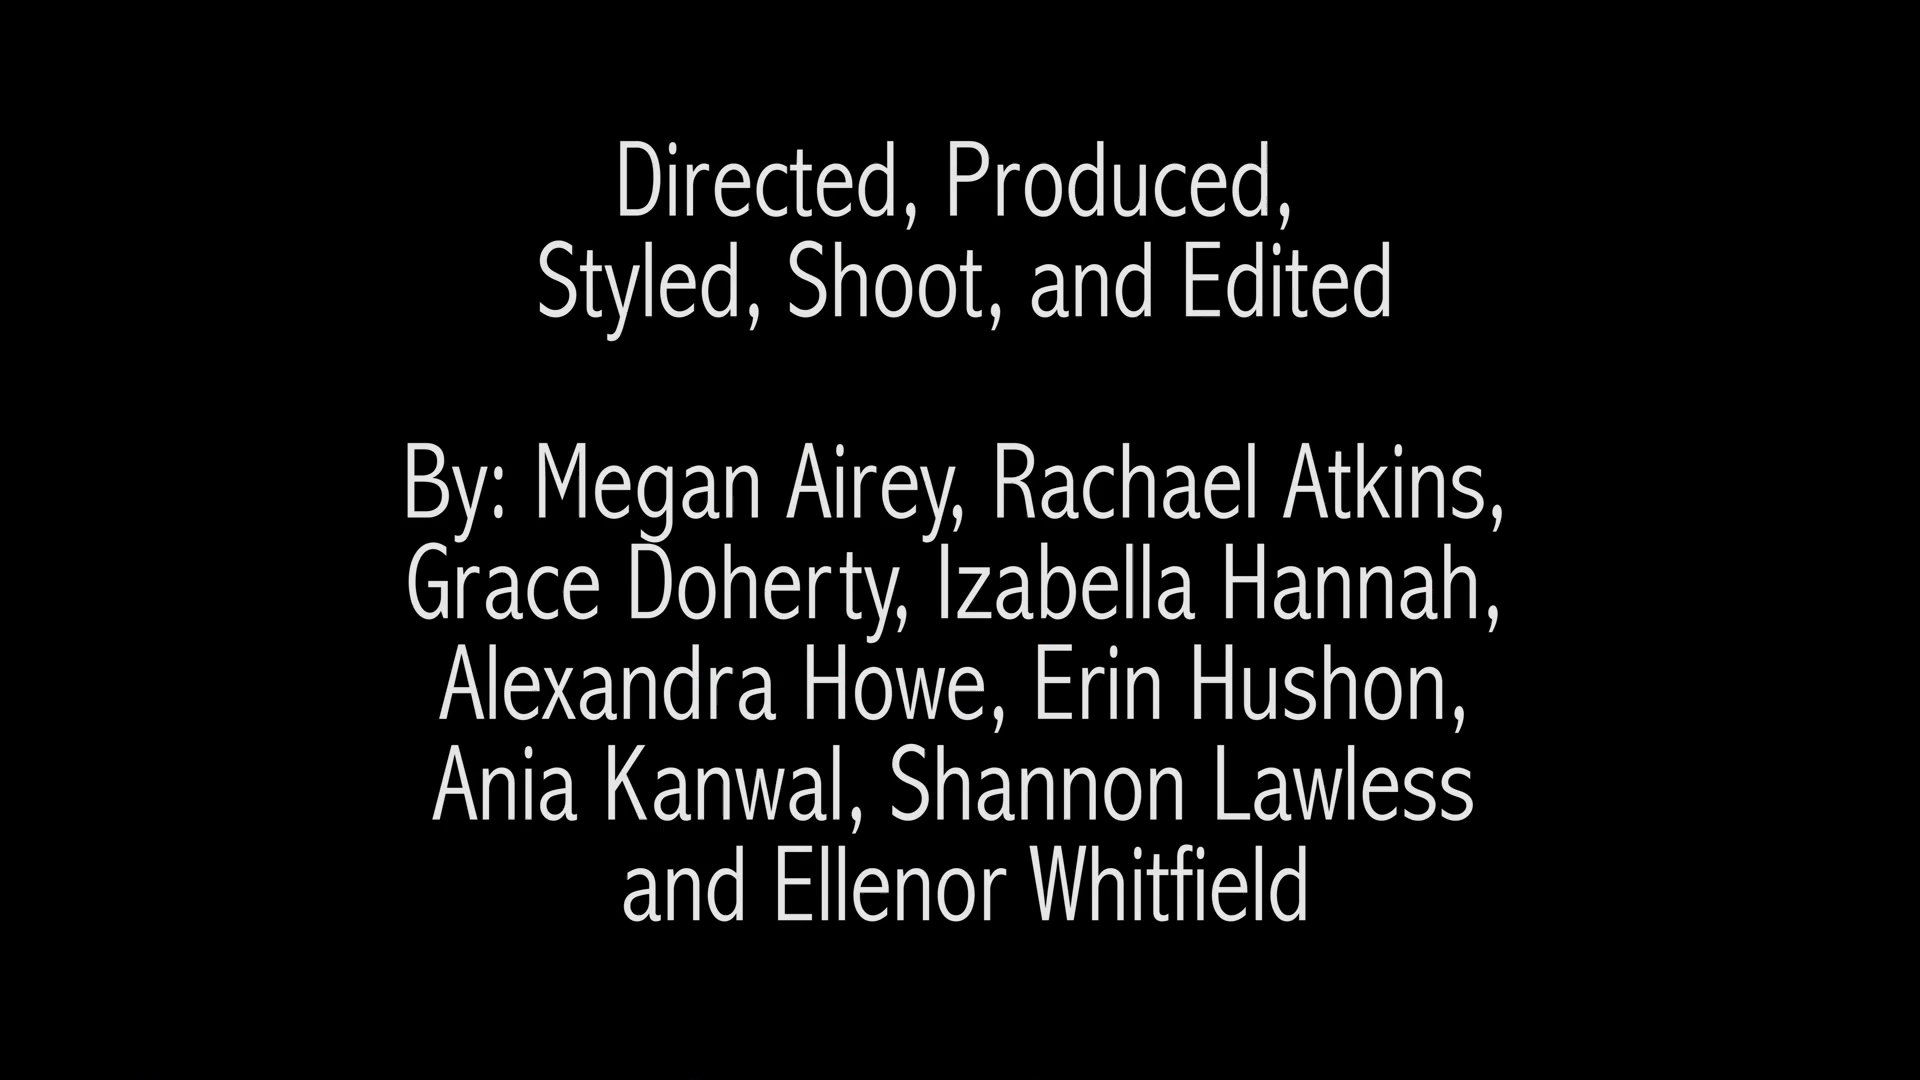 Directed, Produced,
Styled, Shoot, and Edited
By: Megan Airey, Rachael Atkins,
Grace Doherty, Izabella Hannah,
Alexandra Howe, Erin Hushon,
Ania Kanwal, Shannon Lawless
and Ellenor Whitfield